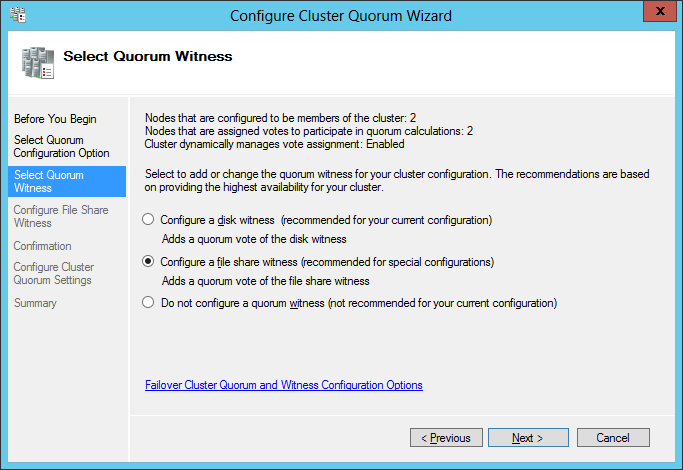 Configure Cluster Quorum Wizard
x
Select Quorum Witness
Before You Begin
Select Quorum
Configuration Option
Select Quorum
Witness
Configure File Share
Witness
Confirmation
Configure Cluster
Quorum Settings
Summary
Nodes that are configured to be members of the cluster: 2
Nodes that are assigned votes to participate in quorum calculations: 2
Cluster dynamically manages vote assignment: Enabled
Select to add or change the quorum witness for your cluster configuration. The recommendations are based
on providing the highest availability for your cluster.
Configure a disk witness (recommended for your current configuration)
Adds a quorum vote of the disk witness
Configure a file share witness (recommended for special configurations)
Adds a quorum vote of the file share witness
Do not configure a quorum witness (not recommended for your current configuration)
Failover Cluster Quorum and Witness Configuration Options
< Previous
Next >
Cancel